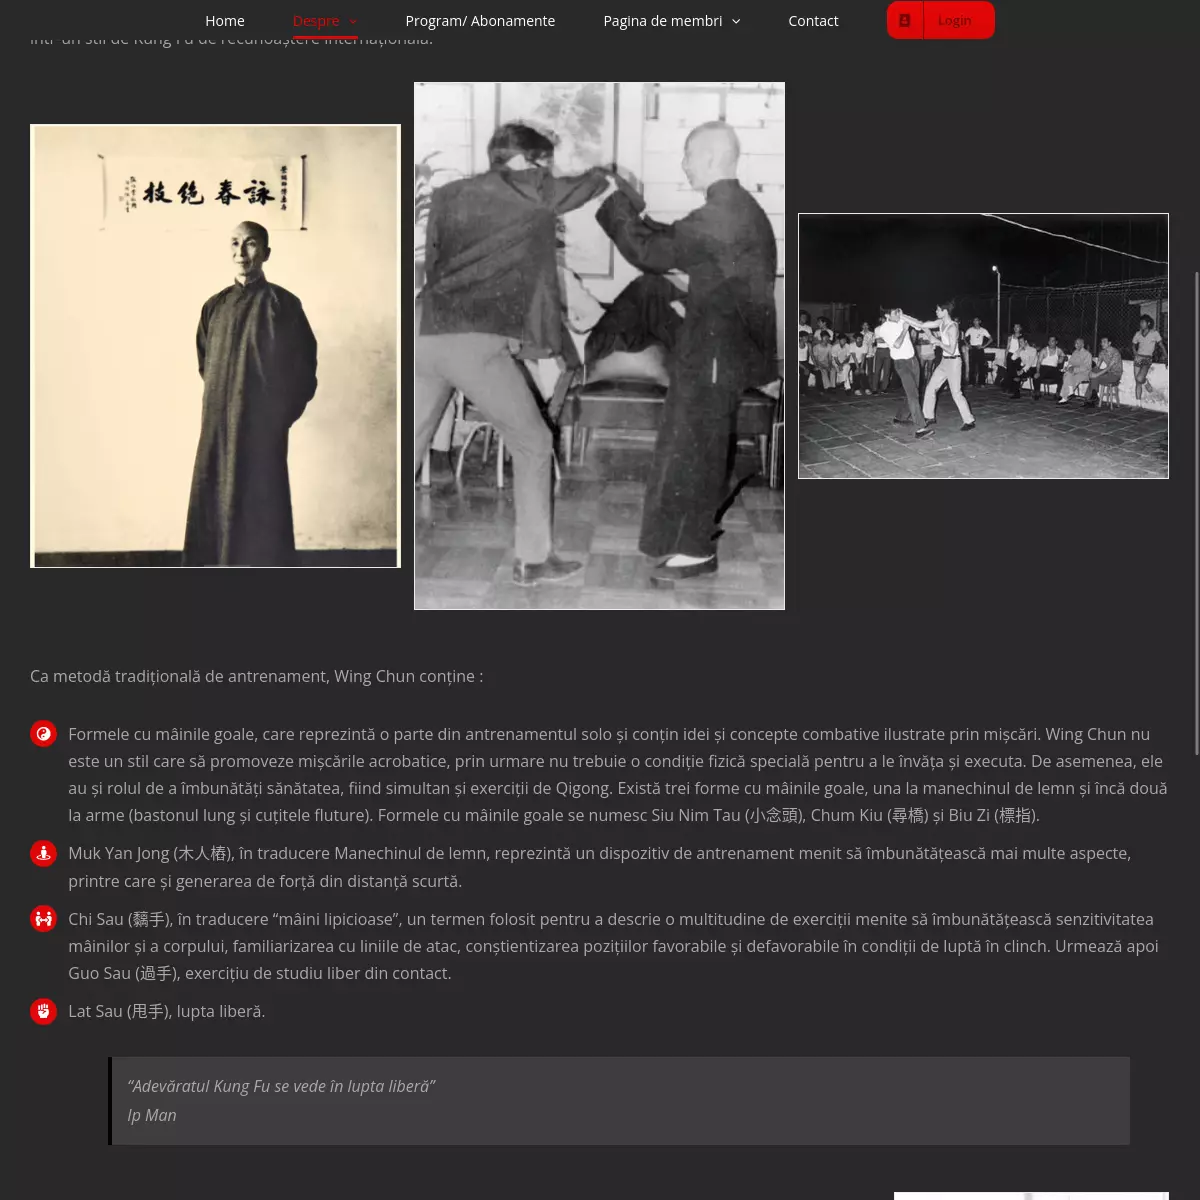 Home
Despre
Program/ Abonamente
Pagina de membri
Contact
Login
într-un stil de Kung Fu de recunoaștere internațională.
技絕春詠
Ca metodă tradițională de antrenament, Wing Chun conține :
Formele cu mâinile goale, care reprezintă o parte din antrenamentul solo și conțin idei și concepte combative ilustrate prin mișcări. Wing Chun nu
este un stil care să promoveze mișcările acrobatice, prin urmare nu trebuie o condiție fizică specială pentru a le învăța și executa. De asemenea, ele
au și rolul de a îmbunătăți sănătatea, fiind simultan și exerciții de Qigong. Există trei forme cu mâinile goale, una la manechinul de lemn și încă două
la arme (bastonul lung și cuțitele fluture). Formele cu mâinile goale se numesc Siu Nim Tau (小念頭), Chum Kiu (尋橋) și Biu Zi (標指).
Muk Yan Jong (木人樁), în traducere Manechinul de lemn, reprezintă un dispozitiv de antrenament menit să îmbunătățească mai multe aspecte,
printre care și generarea de forță din distanță scurtă.
Chi Sau (黐手), în traducere “mâini lipicioase”, un termen folosit pentru a descrie o multitudine de exerciții menite să îmbunătățească senzitivitatea
mâinilor și a corpului, familiarizarea cu liniile de atac, conștientizarea pozițiilor favorabile și defavorabile în condiții de luptă în clinch. Urmează apoi
Guo Sau (過手), exercițiu de studiu liber din contact.
Lat Sau (甩手), lupta liberă.
“Adevăratul Kung Fu se vede în lupta liberă”
Ip Man